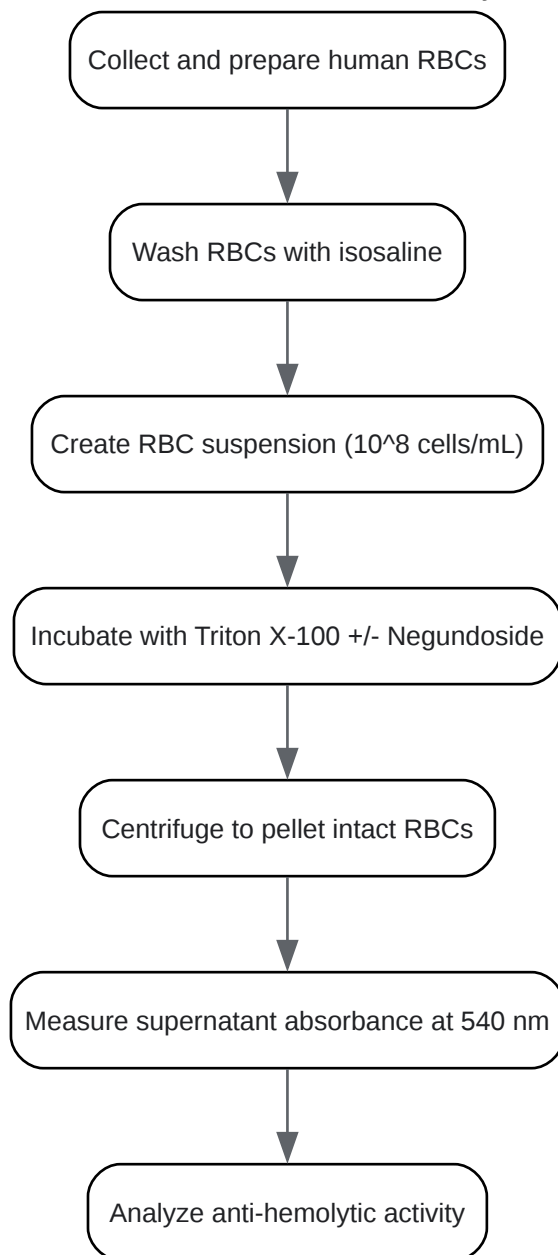 Collect and prepare human RBCs
Wash RBCs with isosaline
Create RBC suspension (10^8 cells/mL)
Incubate with Triton X-100 +/- Negundoside
Centrifuge to pellet intact RBCs
Measure supernatant absorbance at 540 nm
Analyze anti-hemolytic activity